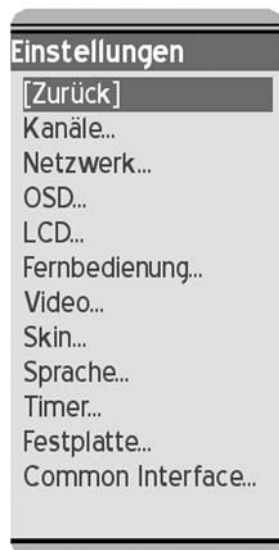 Einstellungen
[Zurück]
Kanäle...
Netzwerk...
OSD...
LCD...
Fernbedienung...
Video...
Skin...
Sprache...
Timer...
Festplatte...
Common Interface...